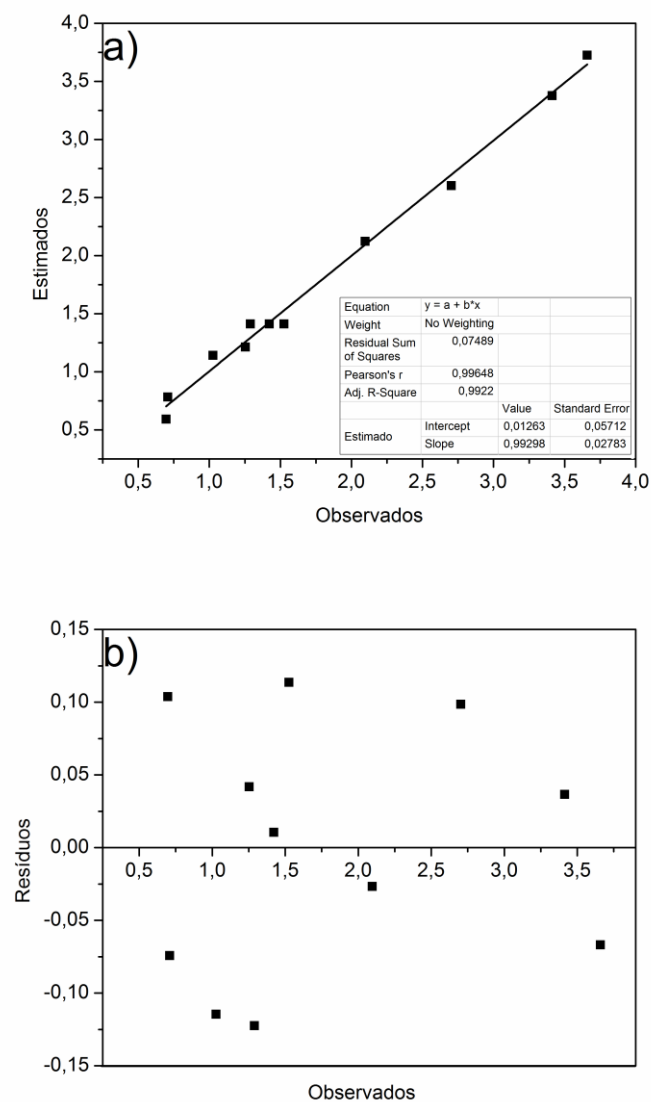 a)
4,0
3,5
3,0
2,5
2,0
1,5
1,0
0,5
Estimados
Equation y = a + b*x
Weight No Weighting
Residual Sum of Squares 0,07489
Pearson's r 0,99648
Adj. R-Square 0,9922
Value Standard Error
Estimado Intercept 0,01263 0,05712
Slope 0,99298 0,02783
0,5 1,0 1,5 2,0 2,5 3,0 3,5 4,0
Observados
b)
0,15
0,10
0,05
0,00
-0,05
-0,10
-0,15
Resíduos
0,5 1,0 1,5 2,0 2,5 3,0 3,5
Observados